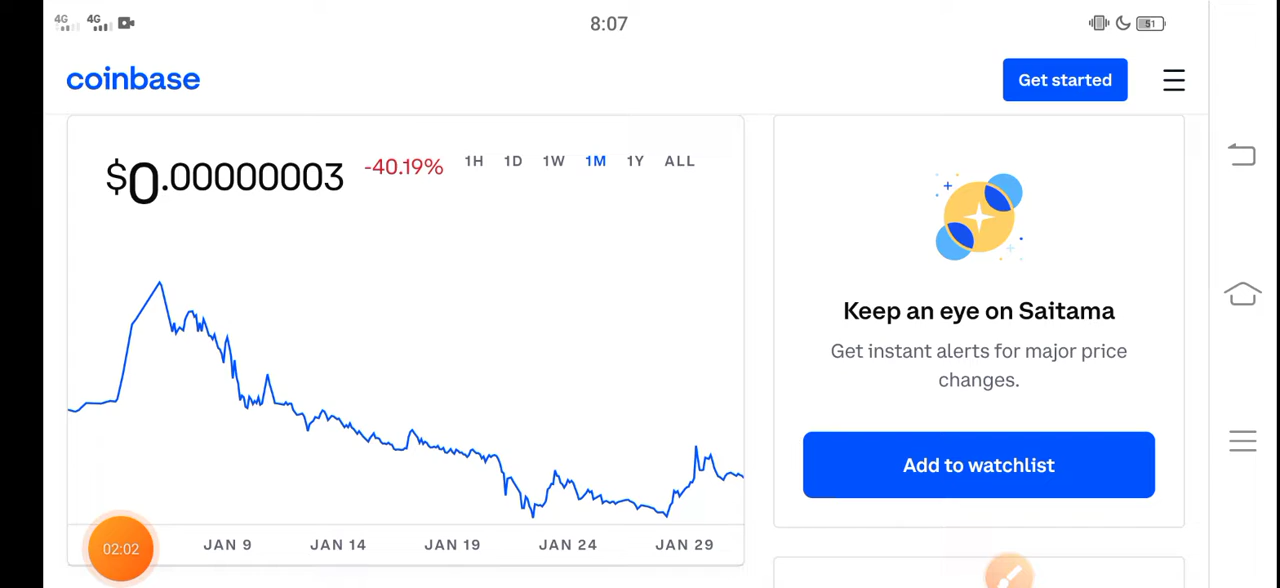 4G 4G 8:07 51
coinbase
Get started
$0.00000003 -40.19% 1H 1D 1W 1M 1Y ALL
Keep an eye on Saitama
Get instant alerts for major price
changes.
Add to watchlist
02:02 JAN 9 JAN 14 JAN 19 JAN 24 JAN 29